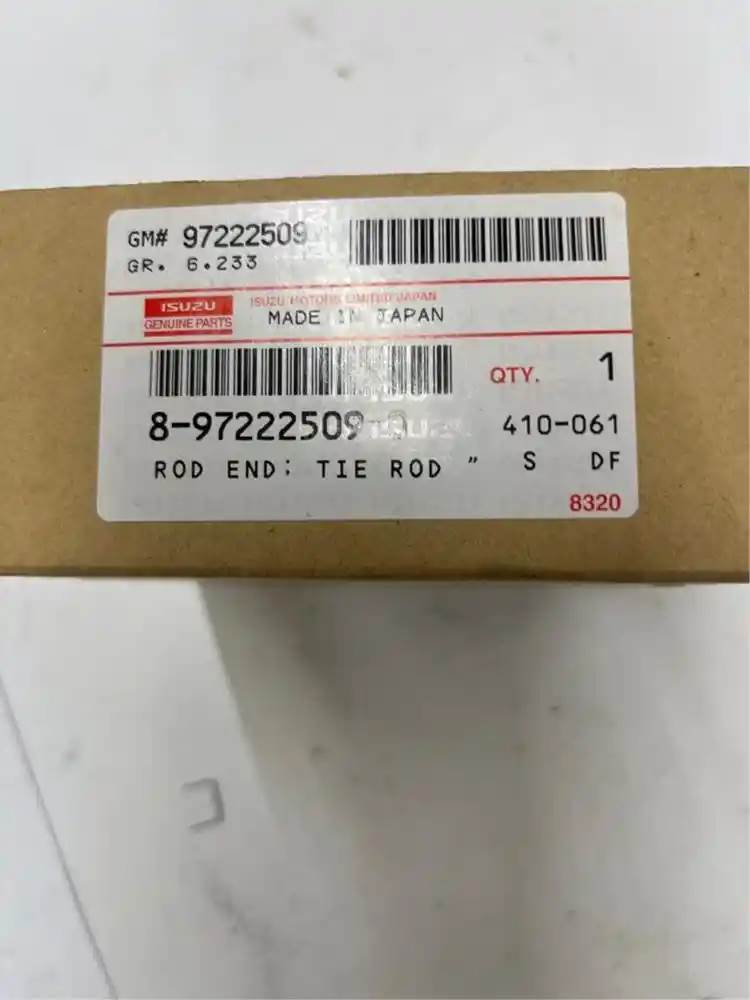 GM# 97222509
GR. 6.233
ISUZU
GENUINE PARTS
ISUZU MOTORS LIMITED JAPAN
MADE IN JAPAN
QTY. 1
8-97222509-0
410-061
ROD END; TIE ROD " S DF
8320